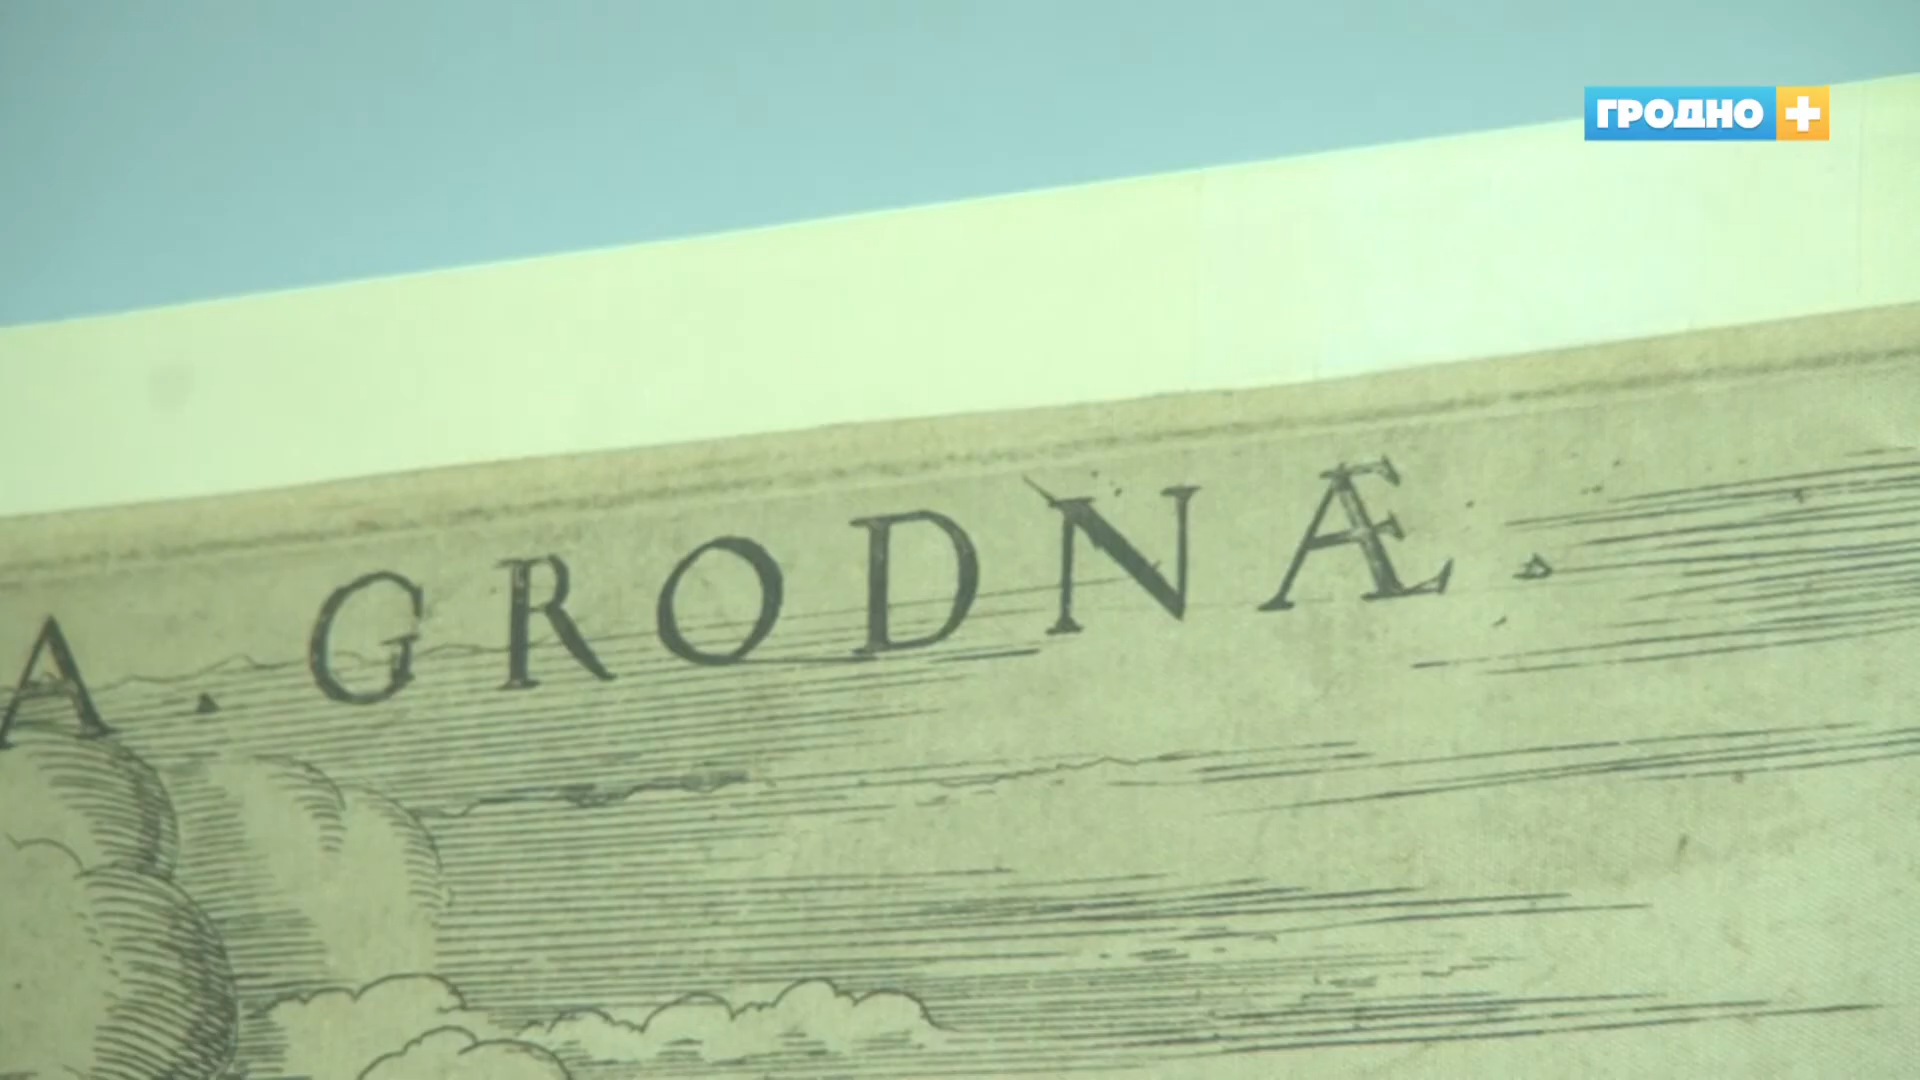 ГРОДНО +
A . GRODNÆ .